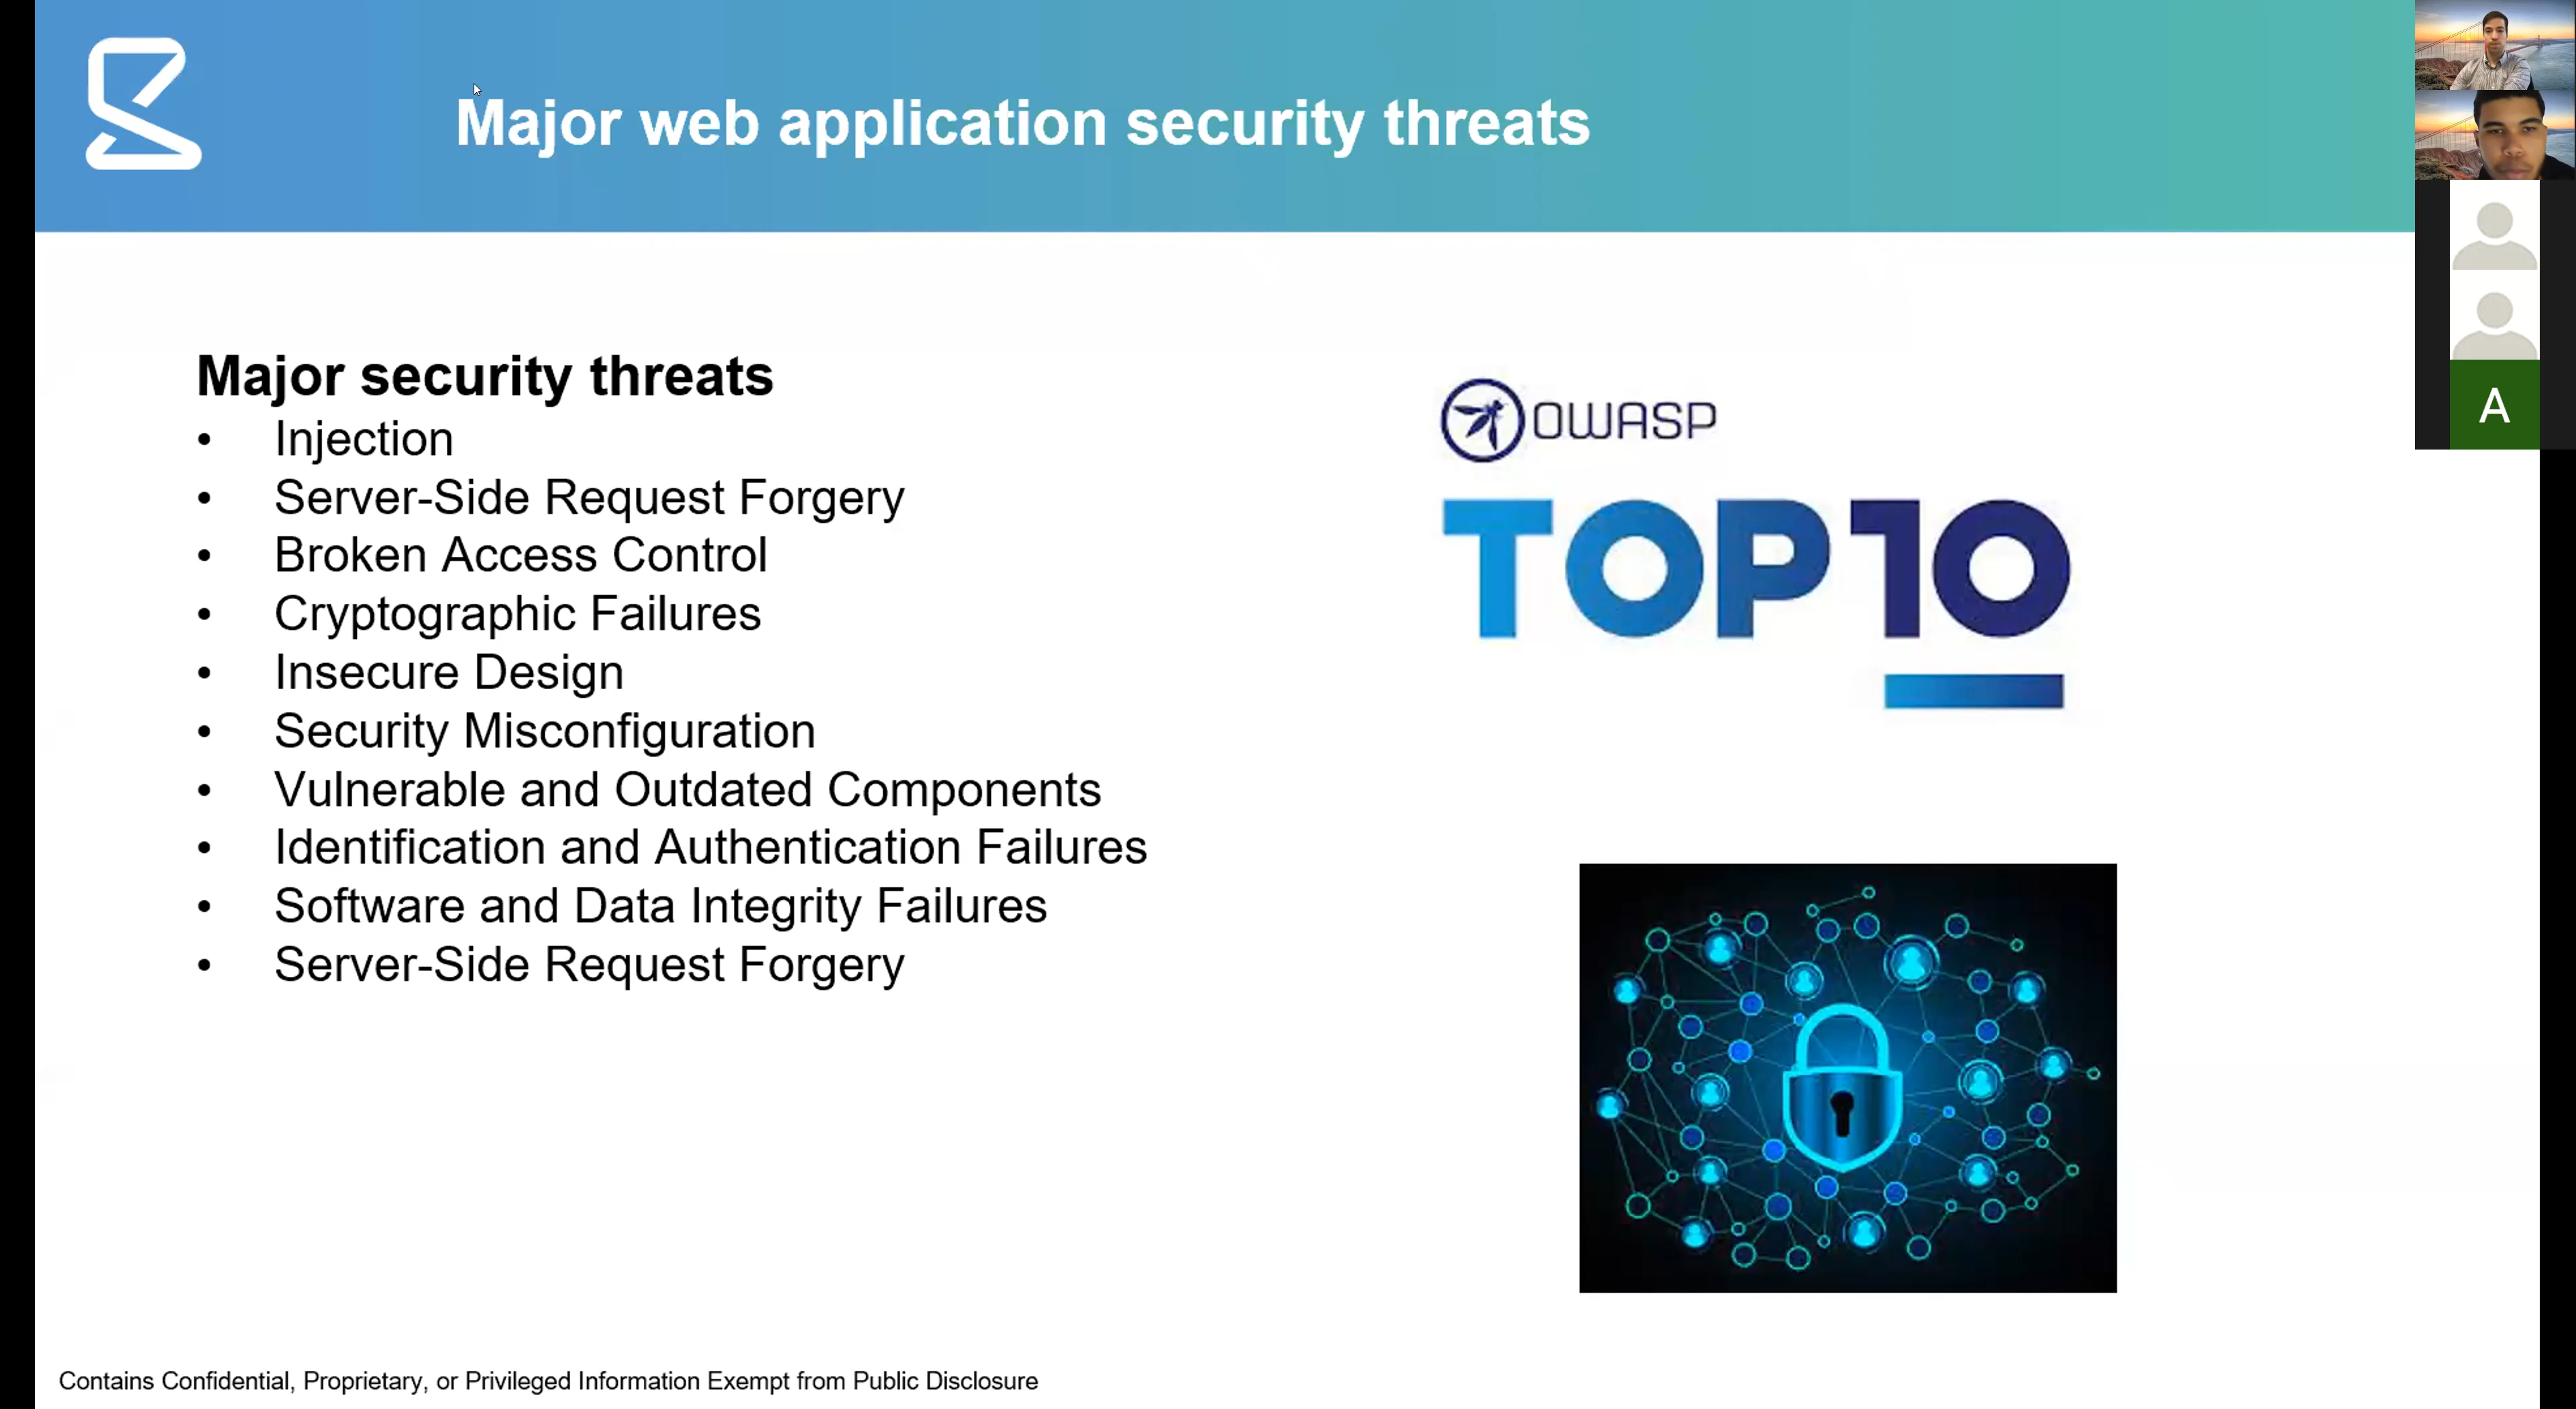 Major web application security threats
Major security threats
• Injection
• Server-Side Request Forgery
• Broken Access Control
• Cryptographic Failures
• Insecure Design
• Security Misconfiguration
• Vulnerable and Outdated Components
• Identification and Authentication Failures
• Software and Data Integrity Failures
• Server-Side Request Forgery
OWASP
TOP10
A
Contains Confidential, Proprietary, or Privileged Information Exempt from Public Disclosure